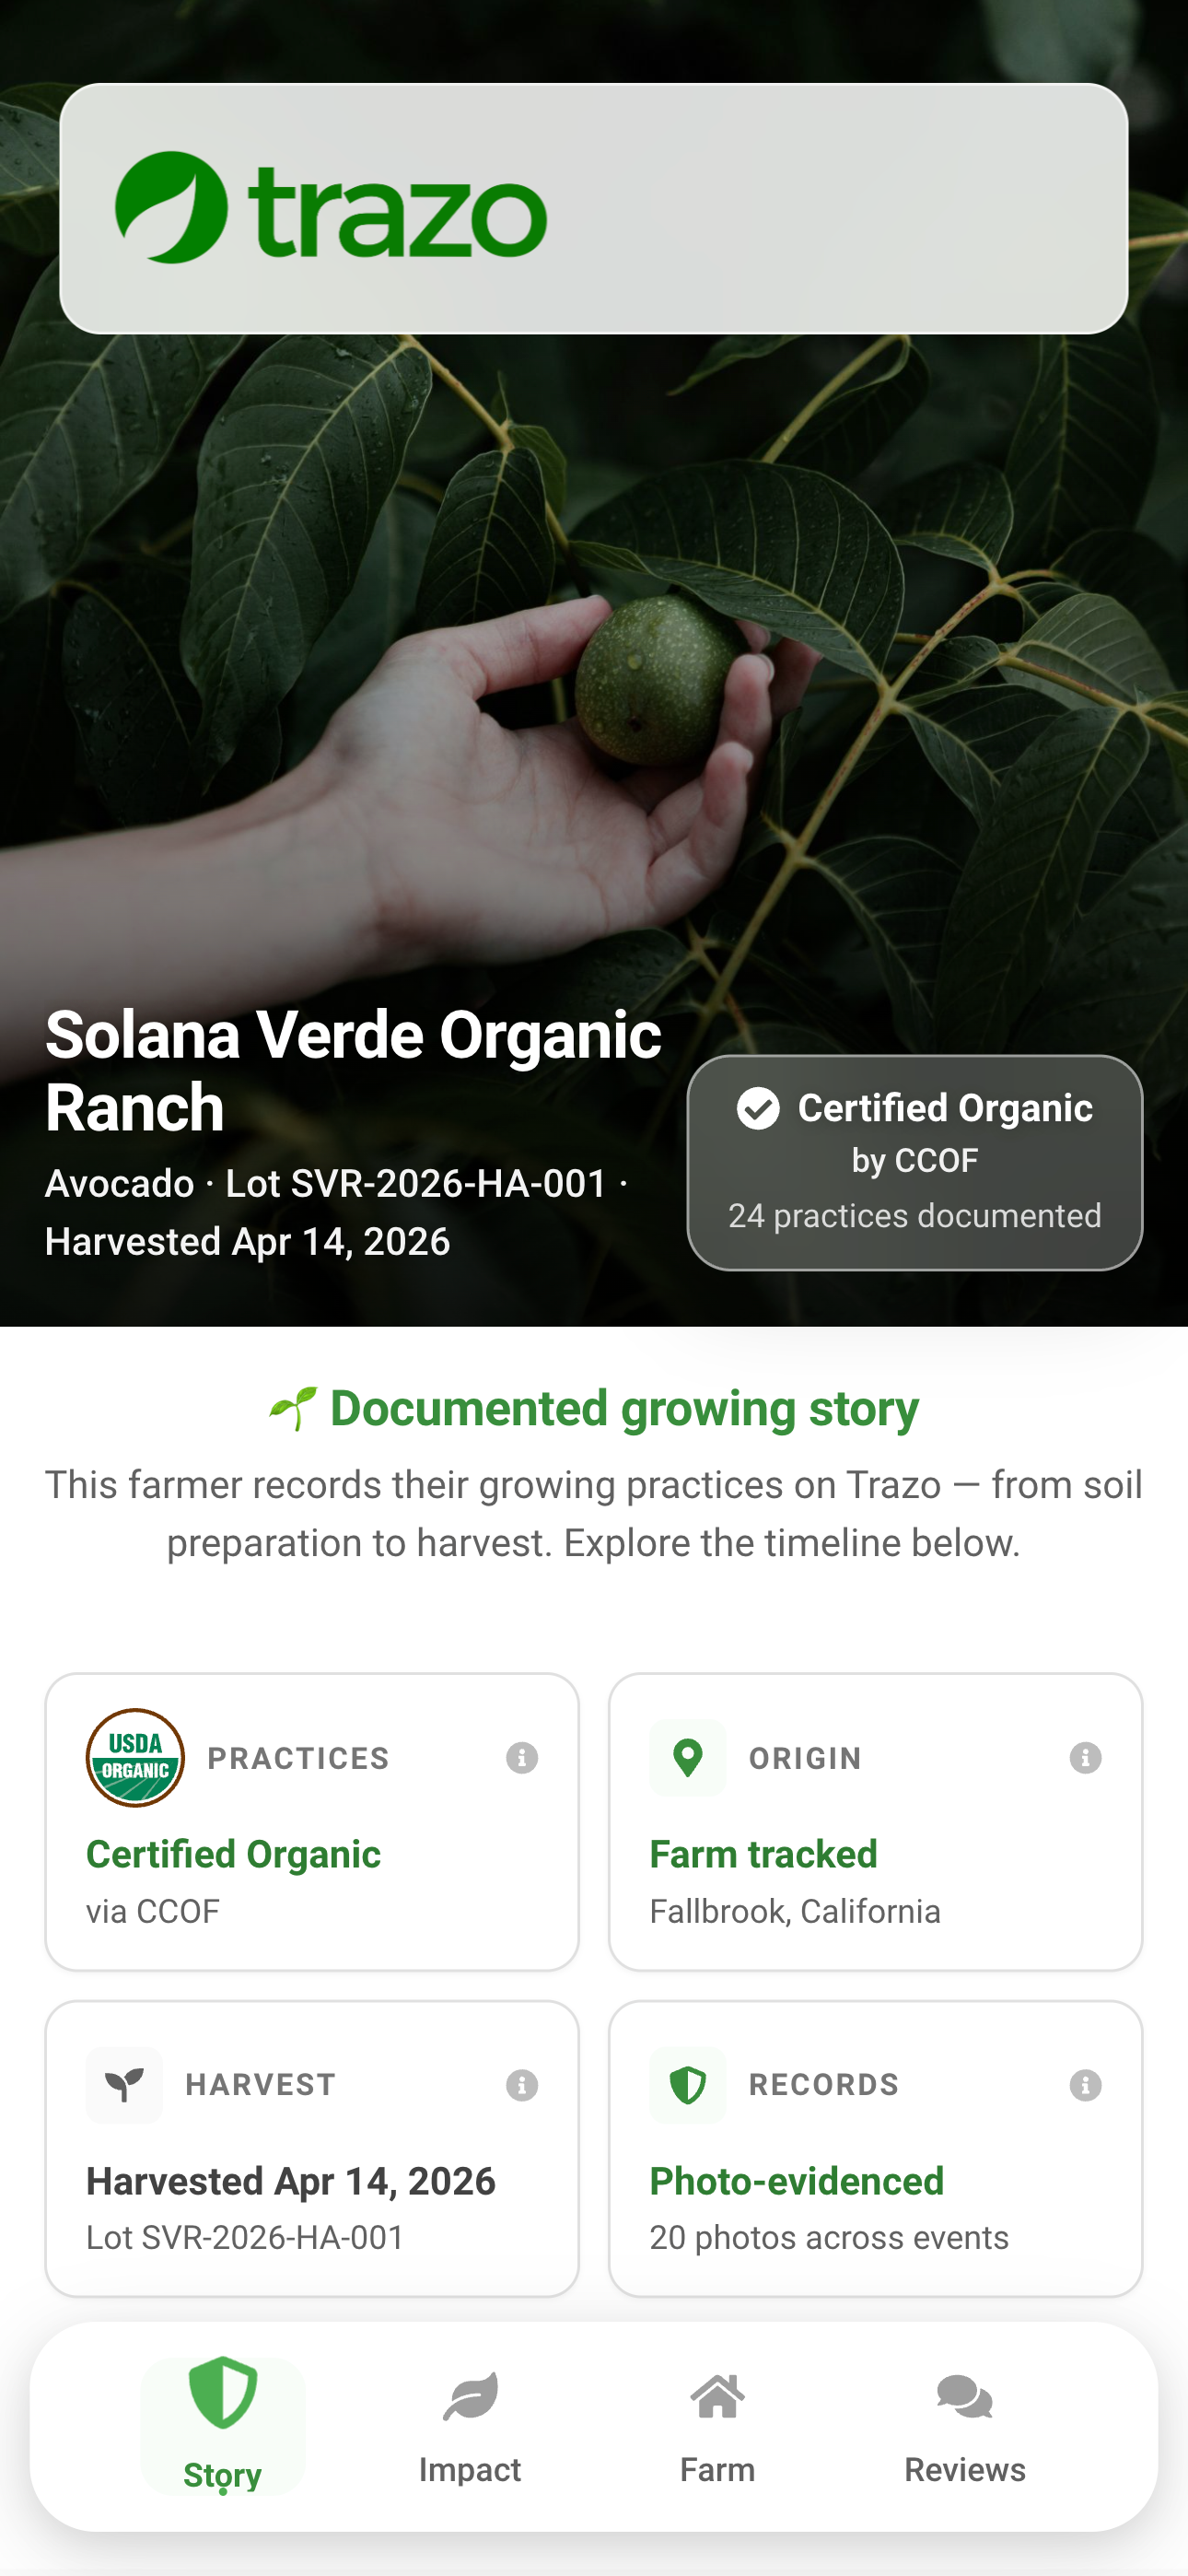 trazo
Solana Verde Organic
Ranch
Avocado · Lot SVR-2026-HA-001 ·
Harvested Apr 14, 2026
Certified Organic
by CCOF
24 practices documented
🌱 Documented growing story
This farmer records their growing practices on Trazo — from soil
preparation to harvest. Explore the timeline below.
USDA
ORGANIC
PRACTICES
Certified Organic
via CCOF
ORIGIN
Farm tracked
Fallbrook, California
HARVEST
Harvested Apr 14, 2026
Lot SVR-2026-HA-001
RECORDS
Photo-evidenced
20 photos across events
Story
Impact
Farm
Reviews